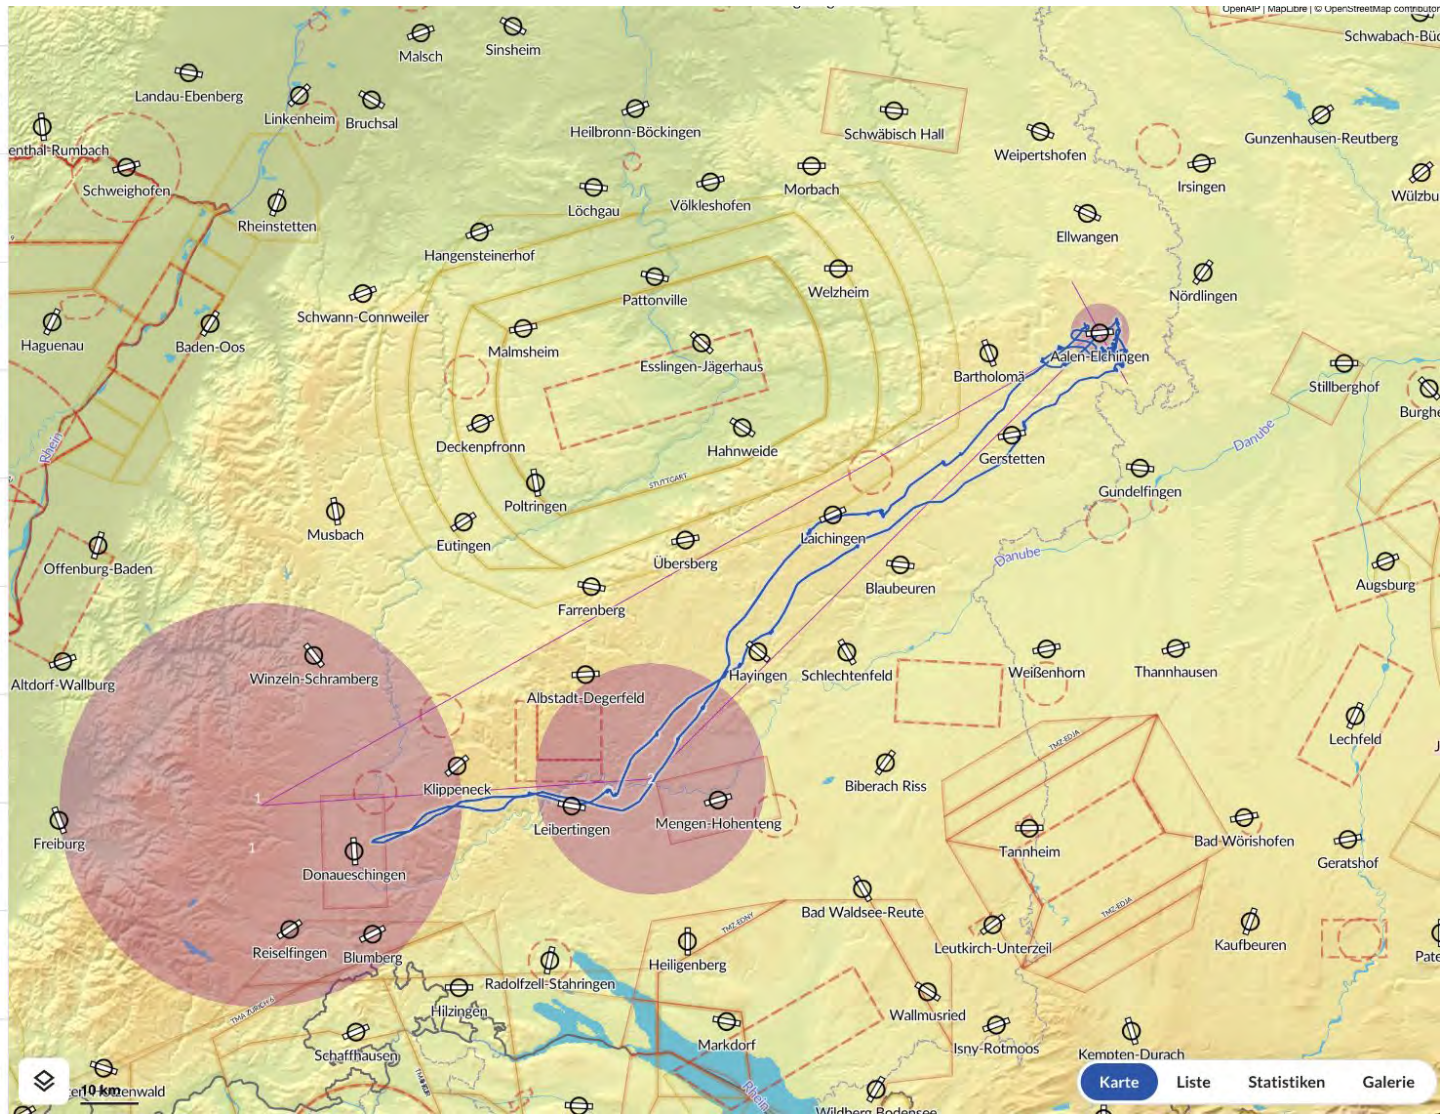 OpenAIP | MapLibre | © OpenStreetMap contributor
Schwabach-Büc
Malsch
Sinsheim
Landau-Ebenberg
Linkenheim
Bruchsal
Heilbronn-Böckingen
Schwäbisch Hall
Gunzenhausen-Reutberg
enthal-Rumbach
Weipertshofen
Schweighofen
Löchgau
Völkleshofen
Morbach
Irsingen
Wülzbu
Rheinstetten
Ellwangen
Hangensteinerhof
Pattonville
Welzheim
Nördlingen
Schwann-Connweiler
Haguenau
Baden-Oos
Malmsheim
Esslingen-Jägerhaus
Aalen-Elchingen
Bartholomä
Stillberghof
Burghe
Rhein
Deckenpfronn
Hahnweide
Gerstetten
Danube
STUTTGART
Gundelfingen
Poltringen
Musbach
Eutingen
Laichingen
Übersberg
Danube
Offenburg-Baden
Farrenberg
Blaubeuren
Augsburg
Altdorf-Wallburg
Winzeln-Schramberg
Albstadt-Degerfeld
Hayingen
Schlechtenfeld
Weißenhorn
Thannhausen
Lechfeld
TMZ-EDJA
J
2
Klippeneck
Biberach Riss
1
Leibertingen
Mengen-Hohenteng
Freiburg
1
Tannheim
Bad Wörishofen
Geratshof
Donaueschingen
TMZ-EDJA
Bad Waldsee-Reute
TMZ-EDNY
Leutkirch-Unterzeil
Kaufbeuren
Reiselfingen
Blumberg
Heiligenberg
Pate
Radolfzell-Stahringen
TMA ZURICH 6
Hilzingen
Wallmusried
Markdorf
Isny-Rotmoos
Schaffhausen
Kempten-Durach
10 km
Rhein
Wildberg Bodensee
Karte
Liste
Statistiken
Galerie